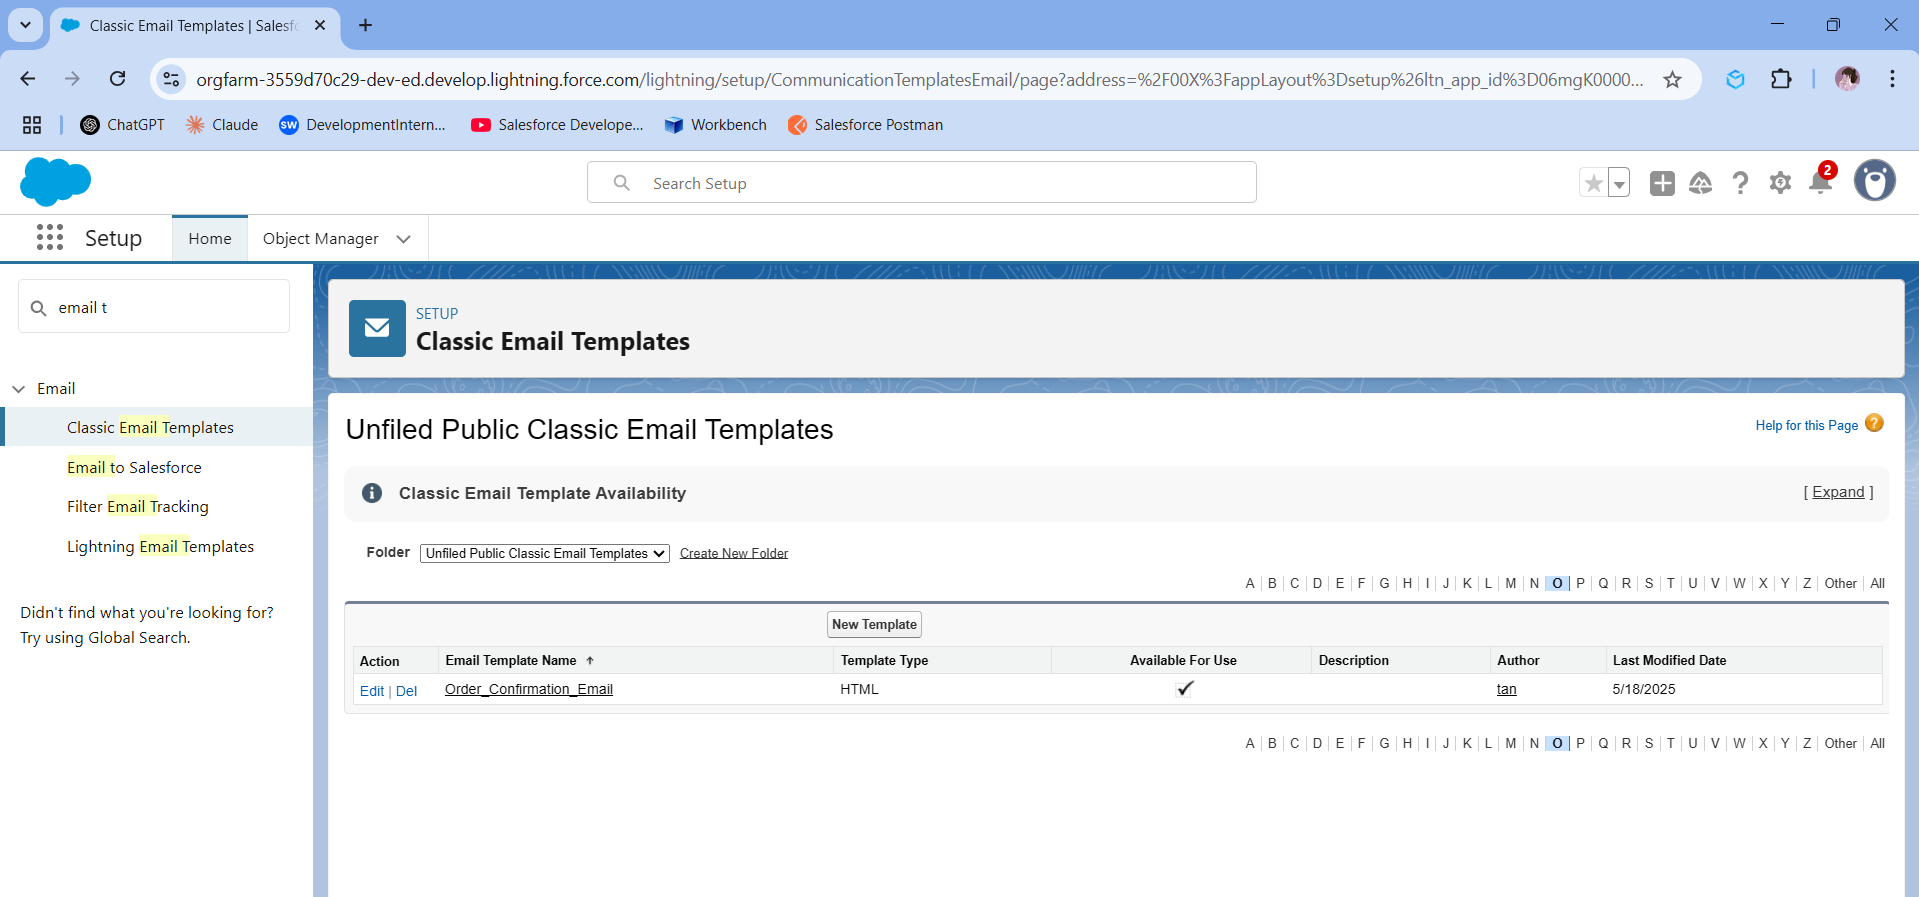 Classic Email Templates | Salesfo
orgfarm-3559d70c29-dev-ed.develop.lightning.force.com/lightning/setup/CommunicationTemplatesEmail/page?address=%2F00X%3FappLayout%3Dsetup%26ltn_app_id%3D06mgK0000...
ChatGPT Claude SW DevelopmentIntern... Salesforce Develope... Workbench Salesforce Postman
Search Setup
2
Setup Home Object Manager
email t
Email
Classic Email Templates
Email to Salesforce
Filter Email Tracking
Lightning Email Templates
Didn't find what you're looking for?
Try using Global Search.
SETUP
Classic Email Templates
Unfiled Public Classic Email Templates
Help for this Page ?
Classic Email Template Availability
[ Expand ]
Folder Unfiled Public Classic Email Templates Create New Folder
A | B | C | D | E | F | G | H | I | J | K | L | M | N | O | P | Q | R | S | T | U | V | W | X | Y | Z | Other | All
New Template
Action Email Template Name ↑ Template Type Available For Use Description Author Last Modified Date
Edit | Del Order_Confirmation_Email HTML ✓ tan 5/18/2025
A | B | C | D | E | F | G | H | I | J | K | L | M | N | O | P | Q | R | S | T | U | V | W | X | Y | Z | Other | All